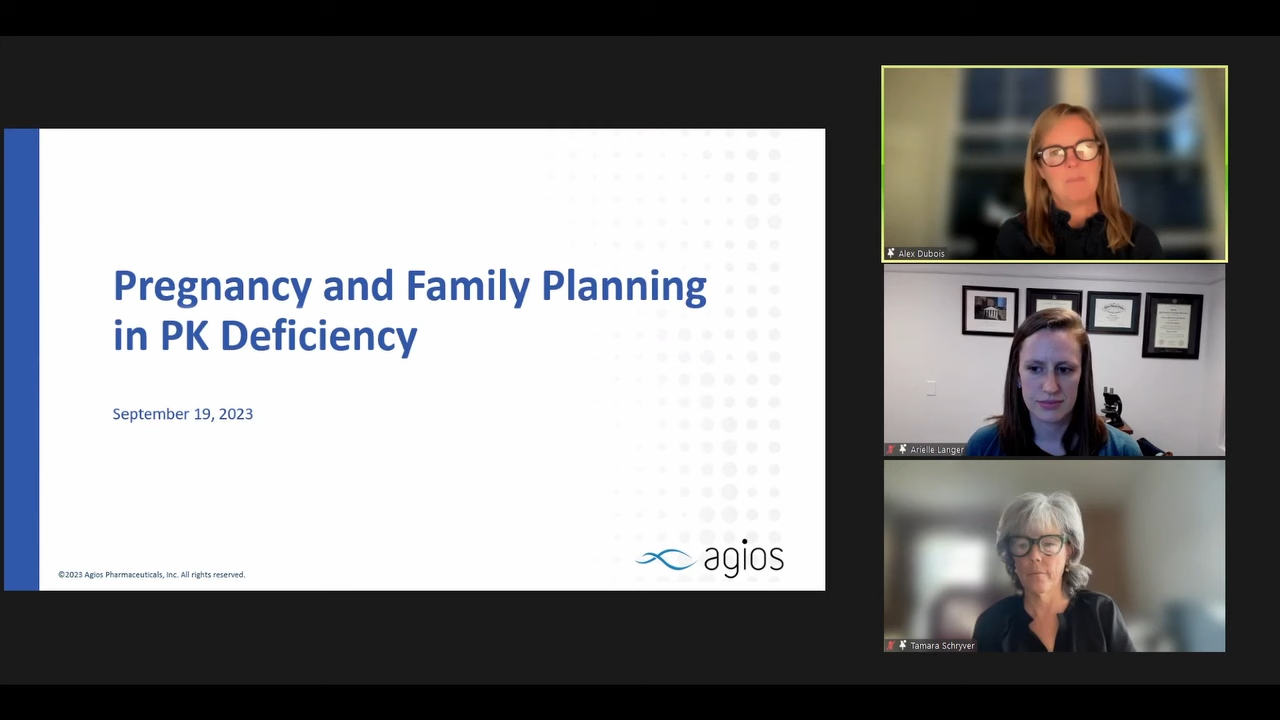 Pregnancy and Family Planning
in PK Deficiency
September 19, 2023
©2023 Agios Pharmaceuticals, Inc. All rights reserved.
agios
Alex Dubois
Arielle Langer
Tamara Schryver